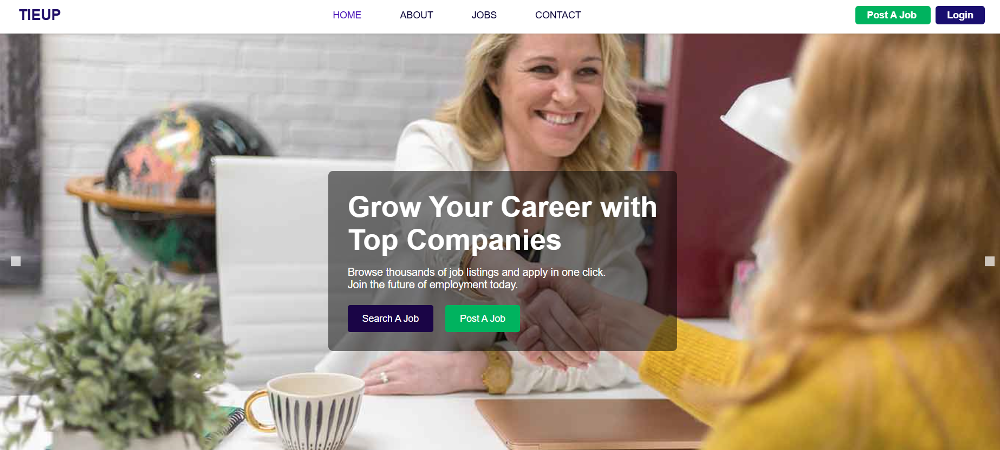 TIEUP
HOME
ABOUT
JOBS
CONTACT
Post A Job
Login
Grow Your Career with
Top Companies
Browse thousands of job listings and apply in one click.
Join the future of employment today.
Search A Job
Post A Job